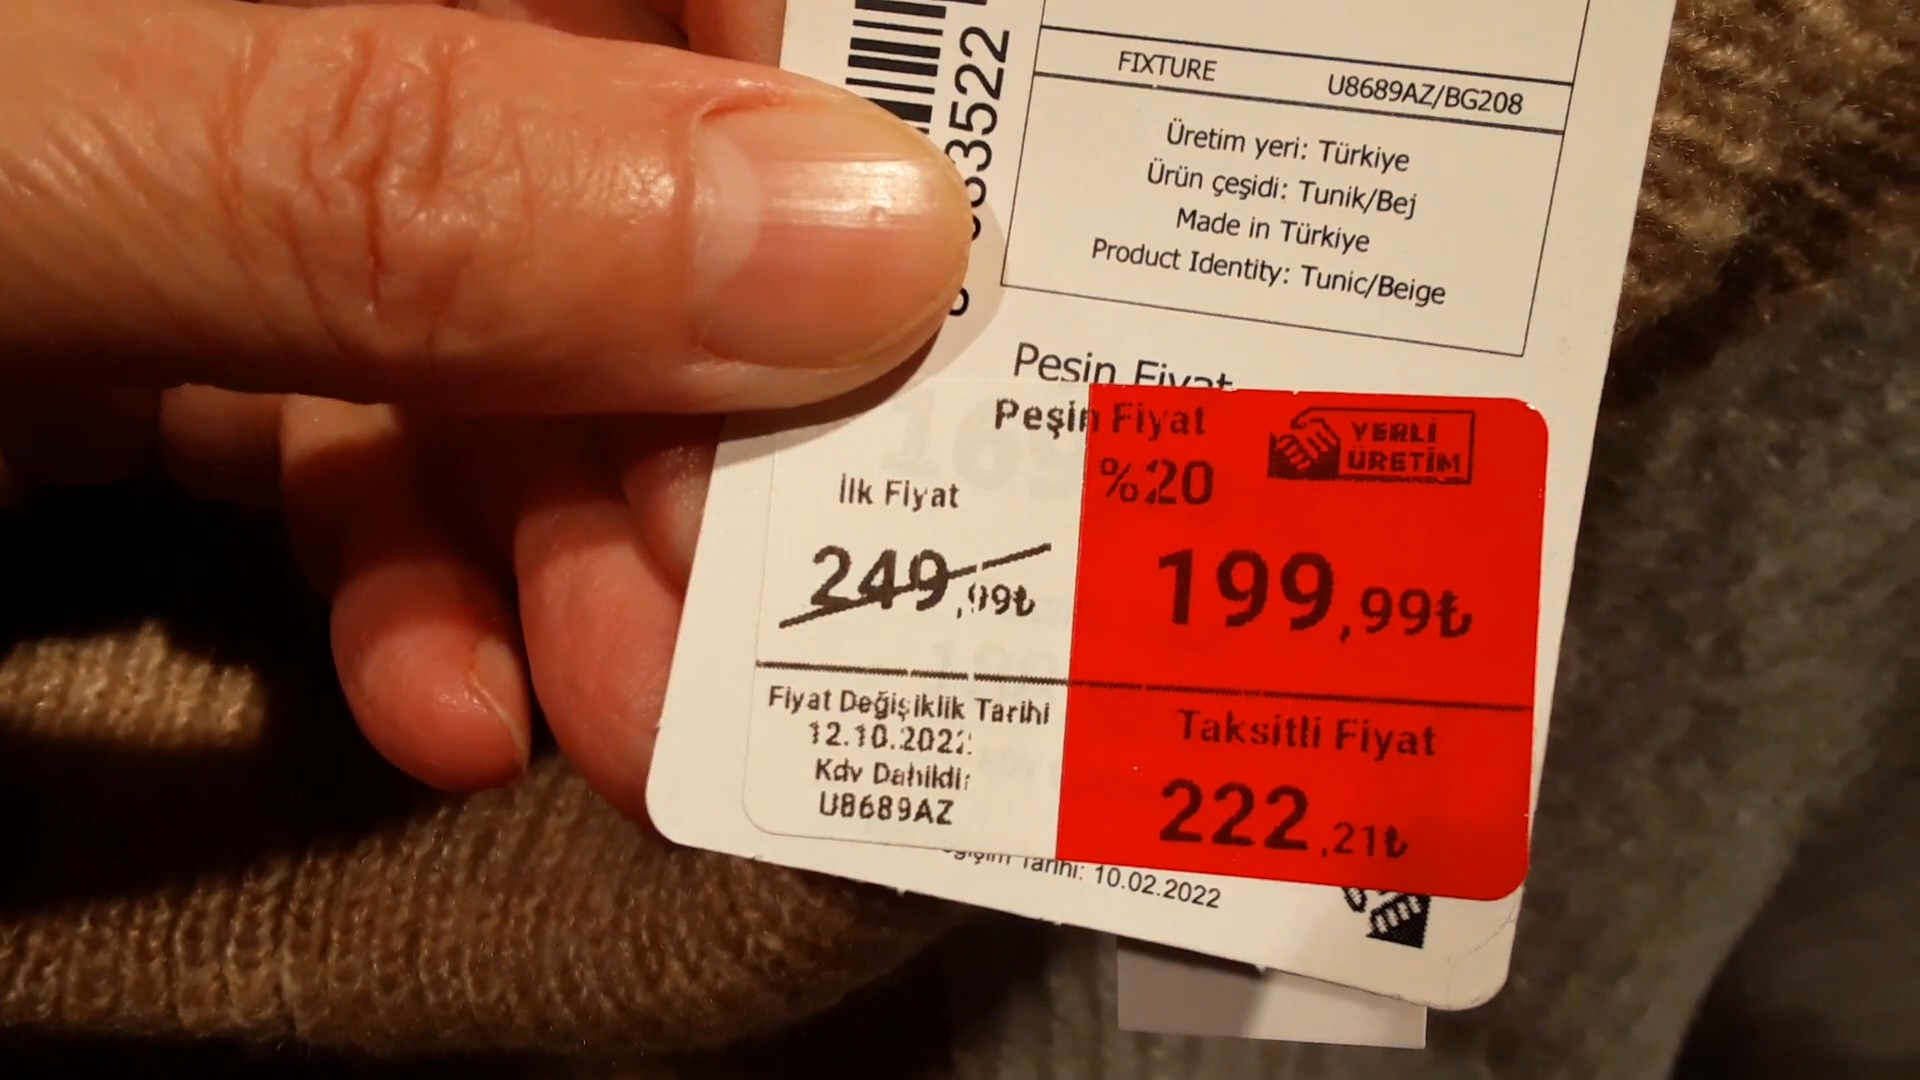 FIXTURE U8689AZ/BG208
Üretim yeri: Türkiye
Ürün çeşidi: Tunik/Bej
Made in Türkiye
Product Identity: Tunic/Beige
3522
Peşin Fiyat
Peşin Fiyat
%20
YERLİ
ÜRETİM
İlk Fiyat
249,99₺
199,99₺
Fiyat Değişiklik Tarihi
12.10.2022
Kdv Dahildir
U8689AZ
Taksitli Fiyat
222,21₺
Tarihi: 10.02.2022